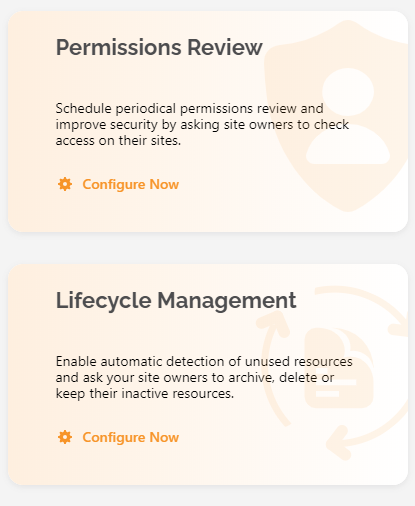 Permissions Review
Schedule periodical permissions review and
improve security by asking site owners to check
access on their sites.
Configure Now
Lifecycle Management
Enable automatic detection of unused resources
and ask your site owners to archive, delete or
keep their inactive resources.
Configure Now